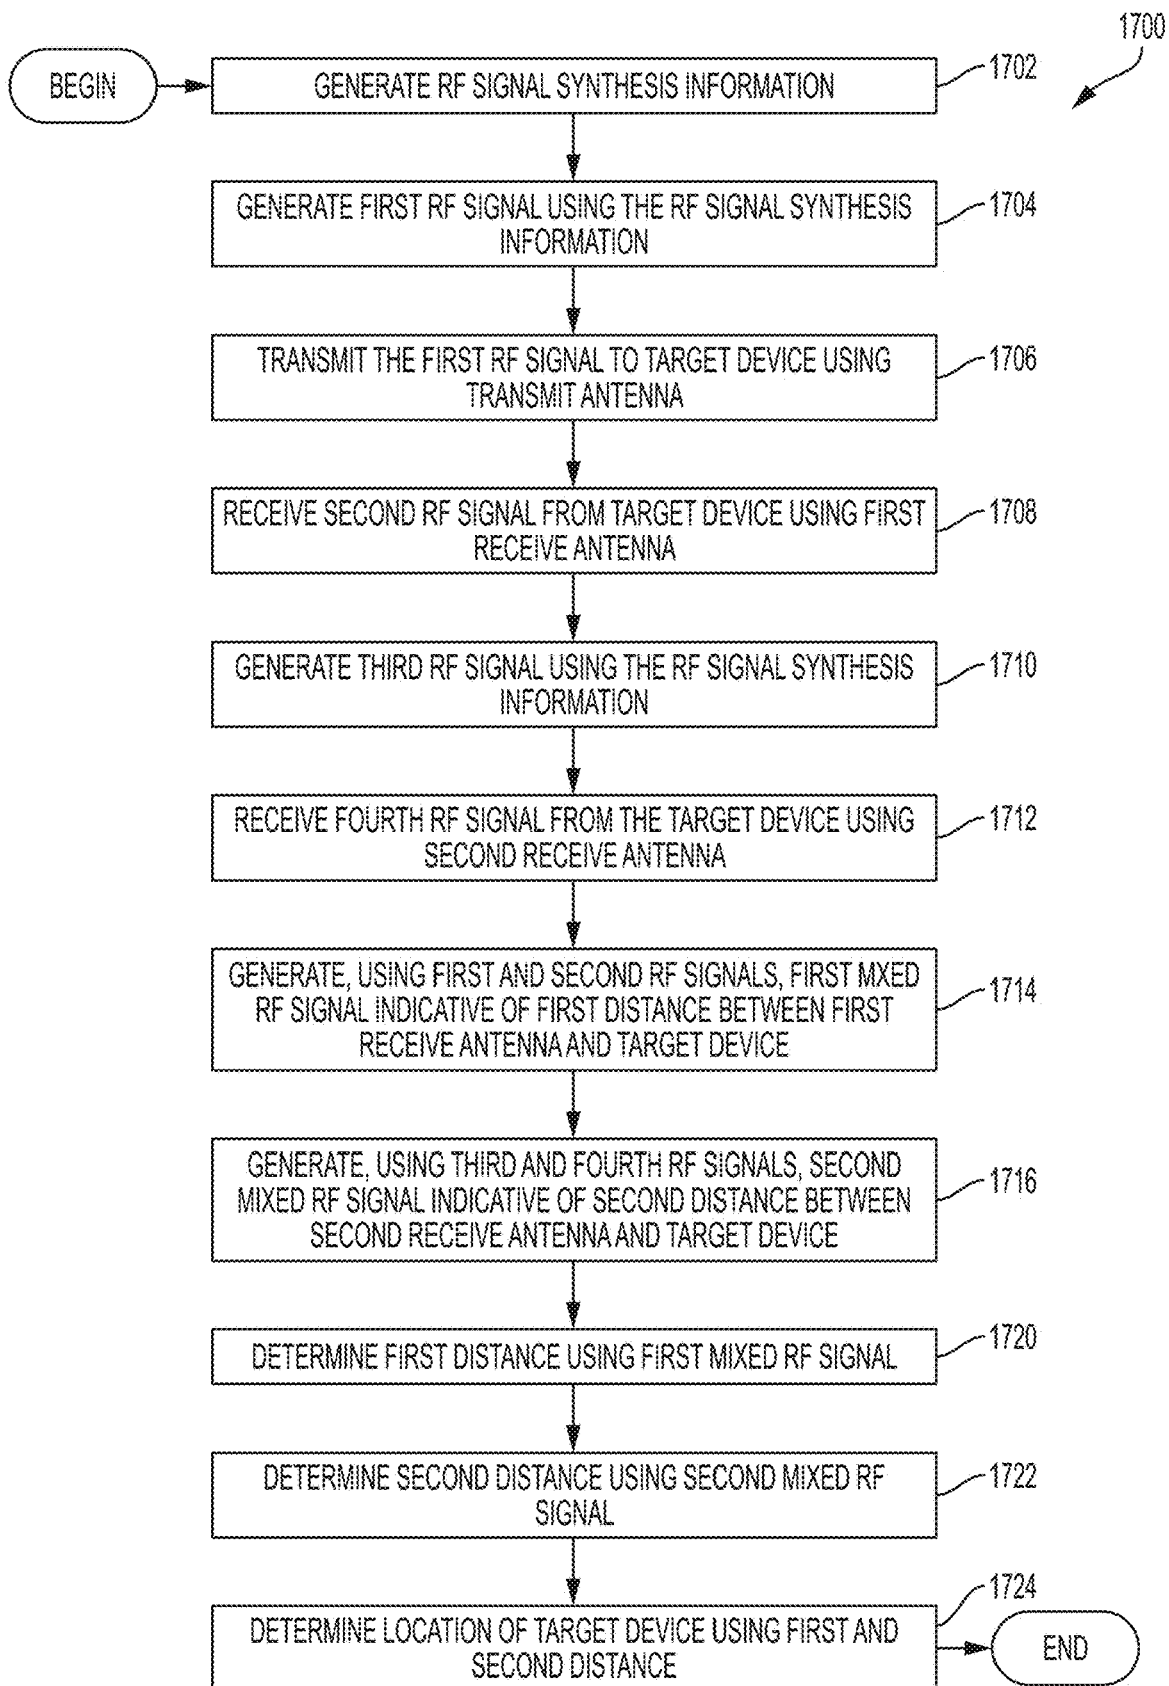 1700
BEGIN
GENERATE RF SIGNAL SYNTHESIS INFORMATION
1702
GENERATE FIRST RF SIGNAL USING THE RF SIGNAL SYNTHESIS
INFORMATION
1704
TRANSMIT THE FIRST RF SIGNAL TO TARGET DEVICE USING
TRANSMIT ANTENNA
1706
RECEIVE SECOND RF SIGNAL FROM TARGET DEVICE USING FIRST
RECEIVE ANTENNA
1708
GENERATE THIRD RF SIGNAL USING THE RF SIGNAL SYNTHESIS
INFORMATION
1710
RECEIVE FOURTH RF SIGNAL FROM THE TARGET DEVICE USING
SECOND RECEIVE ANTENNA
1712
GENERATE, USING FIRST AND SECOND RF SIGNALS, FIRST MXED
RF SIGNAL INDICATIVE OF FIRST DISTANCE BETWEEN FIRST
RECEIVE ANTENNA AND TARGET DEVICE
1714
GENERATE, USING THIRD AND FOURTH RF SIGNALS, SECOND
MIXED RF SIGNAL INDICATIVE OF SECOND DISTANCE BETWEEN
SECOND RECEIVE ANTENNA AND TARGET DEVICE
1716
DETERMINE FIRST DISTANCE USING FIRST MIXED RF SIGNAL
1720
DETERMINE SECOND DISTANCE USING SECOND MIXED RF
SIGNAL
1722
DETERMINE LOCATION OF TARGET DEVICE USING FIRST AND
SECOND DISTANCE
1724
END